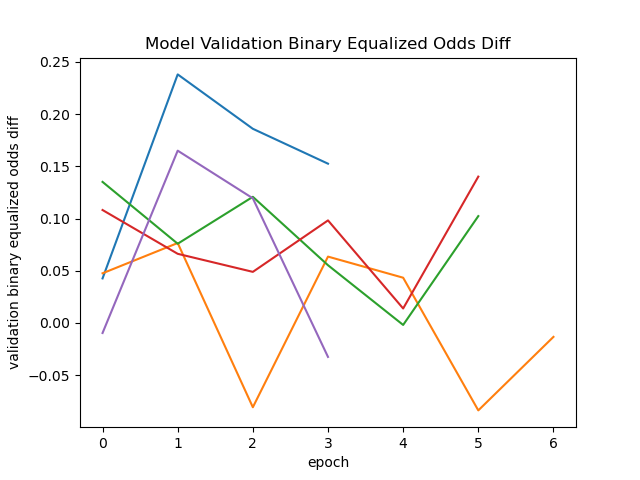 Model Validation Binary Equalized Odds Diff
validation binary equalized odds diff
0.25
0.20
0.15
0.10
0.05
0.00
−0.05
0 1 2 3 4 5 6
epoch